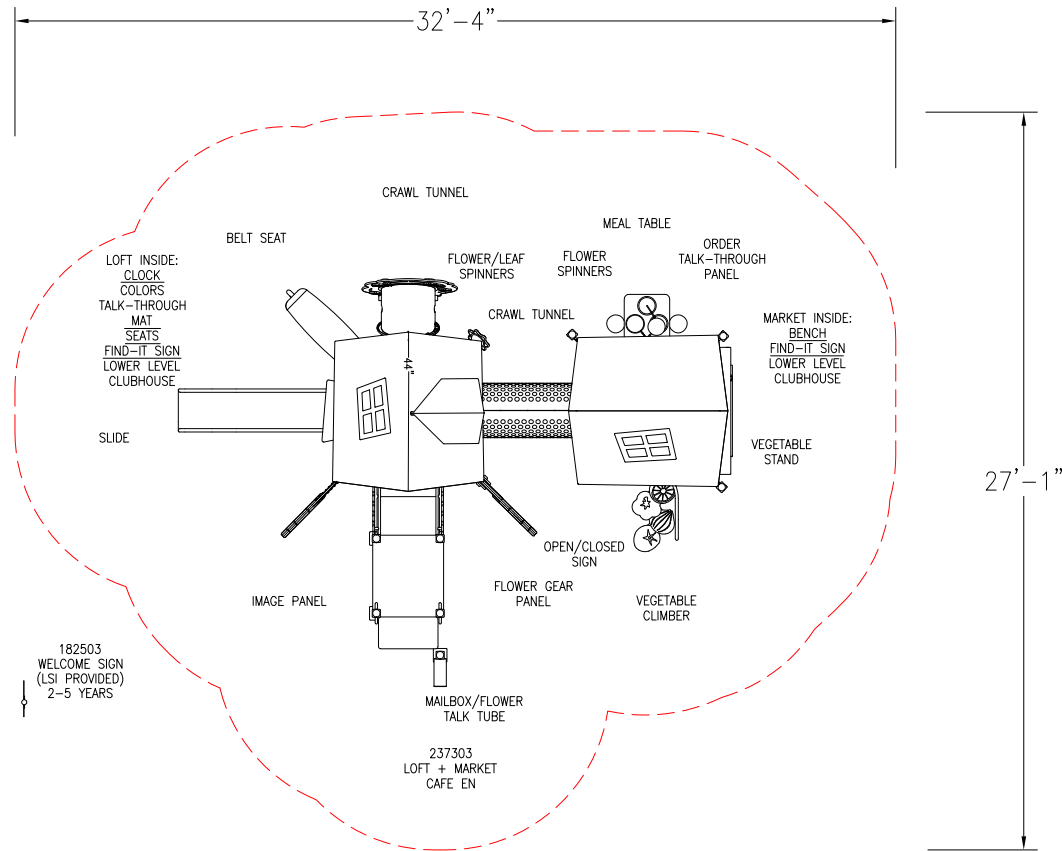 32'-4"
CRAWL TUNNEL
MEAL TABLE
BELT SEAT
ORDER
TALK-THROUGH
PANEL
FLOWER/LEAF
SPINNERS
FLOWER
SPINNERS
LOFT INSIDE:
CLOCK
COLORS
TALK-THROUGH
MAT
SEATS
FIND-IT SIGN
LOWER LEVEL
CLUBHOUSE
CRAWL TUNNEL
MARKET INSIDE:
BENCH
FIND-IT SIGN
LOWER LEVEL
CLUBHOUSE
44"
SLIDE
VEGETABLE
STAND
27'-1"
OPEN/CLOSED
SIGN
IMAGE PANEL
FLOWER GEAR
PANEL
VEGETABLE
CLIMBER
182503
WELCOME SIGN
(LSI PROVIDED)
2-5 YEARS
MAILBOX/FLOWER
TALK TUBE
237303
LOFT + MARKET
CAFE EN